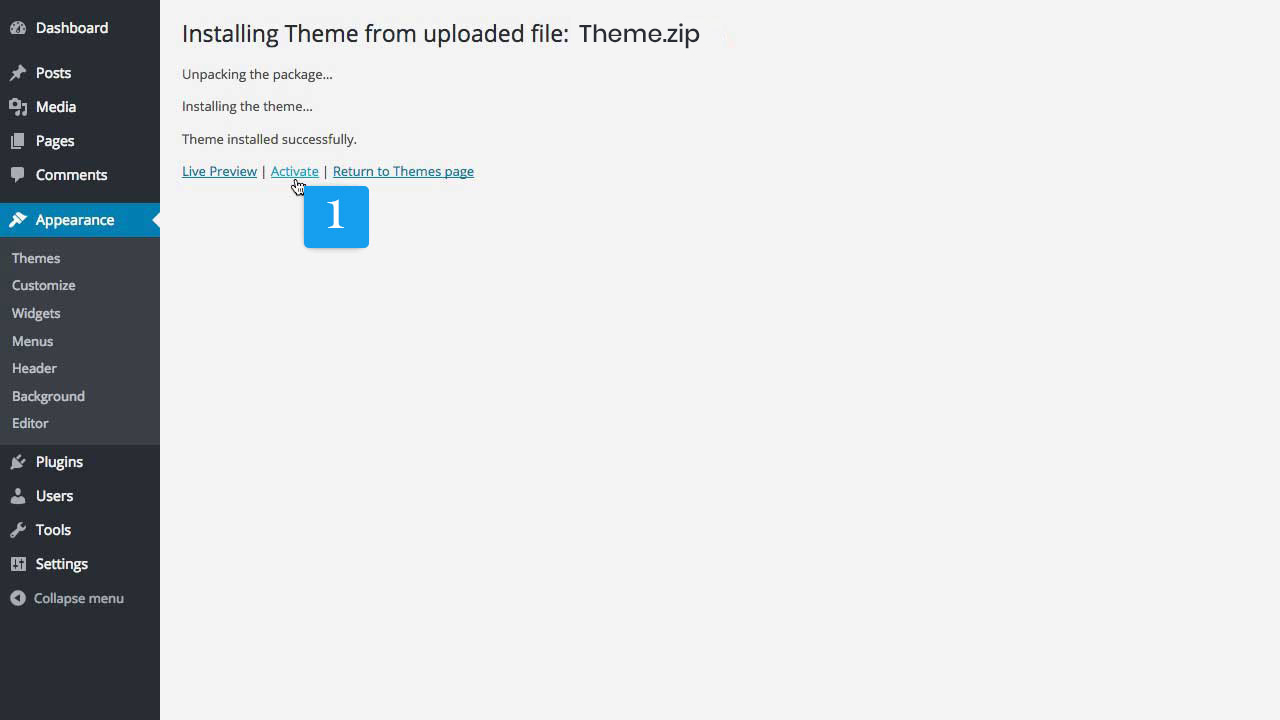 Dashboard
Posts
Media
Pages
Comments
Appearance
Themes
Customize
Widgets
Menus
Header
Background
Editor
Plugins
Users
Tools
Settings
Collapse menu
Installing Theme from uploaded file: Theme.zip
Unpacking the package...
Installing the theme...
Theme installed successfully.
Live Preview | Activate | Return to Themes page
1